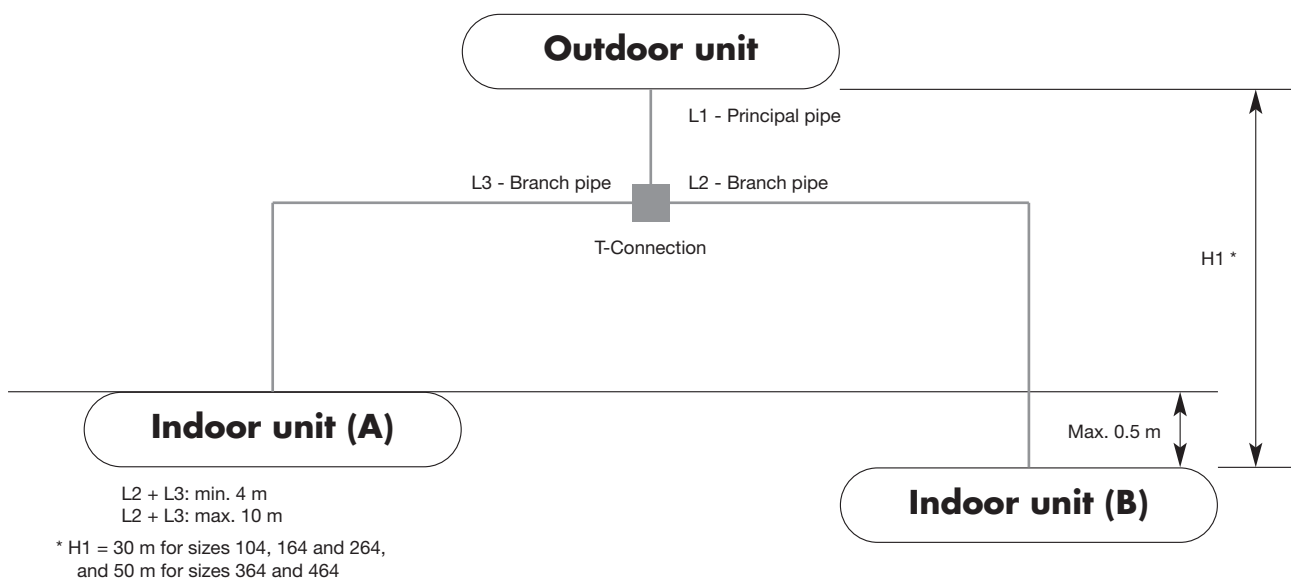 Outdoor unit
L1 - Principal pipe
L3 - Branch pipe
L2 - Branch pipe
T-Connection
H1 *
Indoor unit (A)
Max. 0.5 m
Indoor unit (B)
L2 + L3: min. 4 m
L2 + L3: max. 10 m
* H1 = 30 m for sizes 104, 164 and 264,
and 50 m for sizes 364 and 464